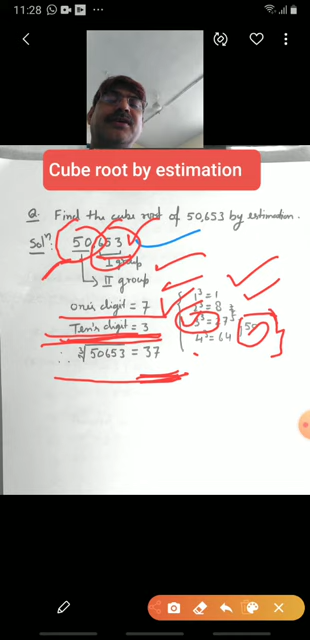 11:28
Cube root by estimation
Q. Find the cube root of 50,653 by estimation.
Solⁿ: 50 653
I group
→ II group
one's digit = 7
Ten's digit = 3
∴ ∛50653 = 37
1³ = 1
2³ = 8
3³ = 27
4³ = 64
50